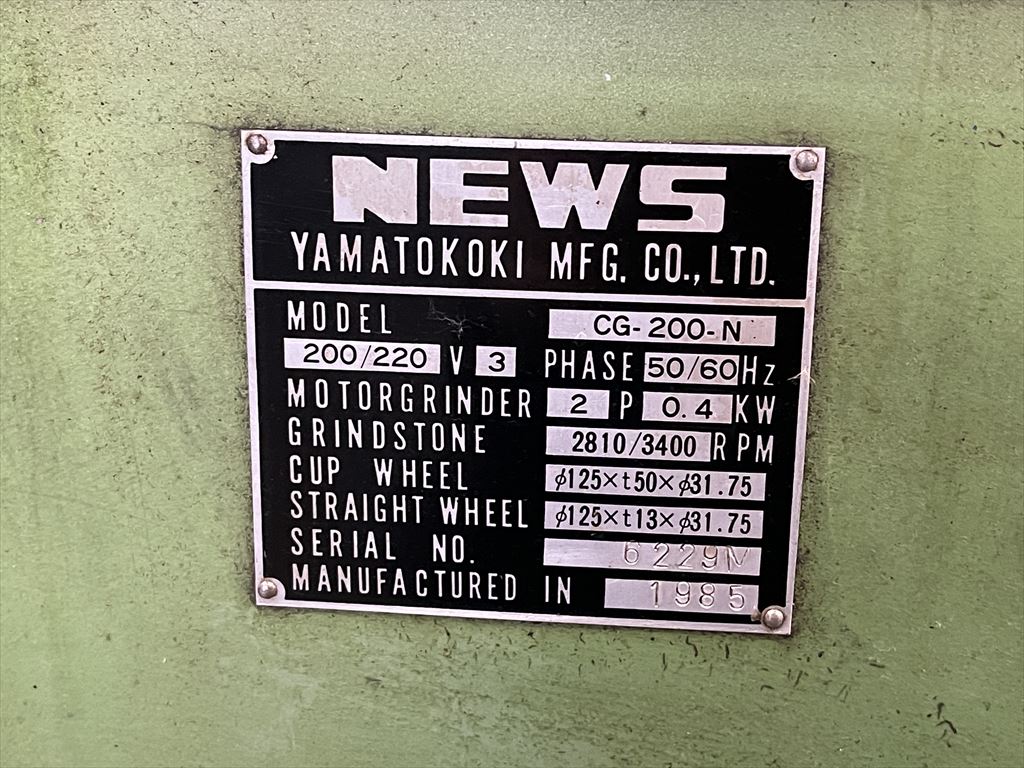 NEWS
YAMATOKOKI MFG. CO., LTD.
MODEL CG-200-N
200/220 V 3 PHASE 50/60 Hz
MOTORGRINDER 2 P 0.4 KW
GRINDSTONE 2810/3400 RPM
CUP WHEEL φ125×t50×φ31.75
STRAIGHT WHEEL φ125×t13×φ31.75
SERIAL NO. 6229N
MANUFACTURED IN 1985